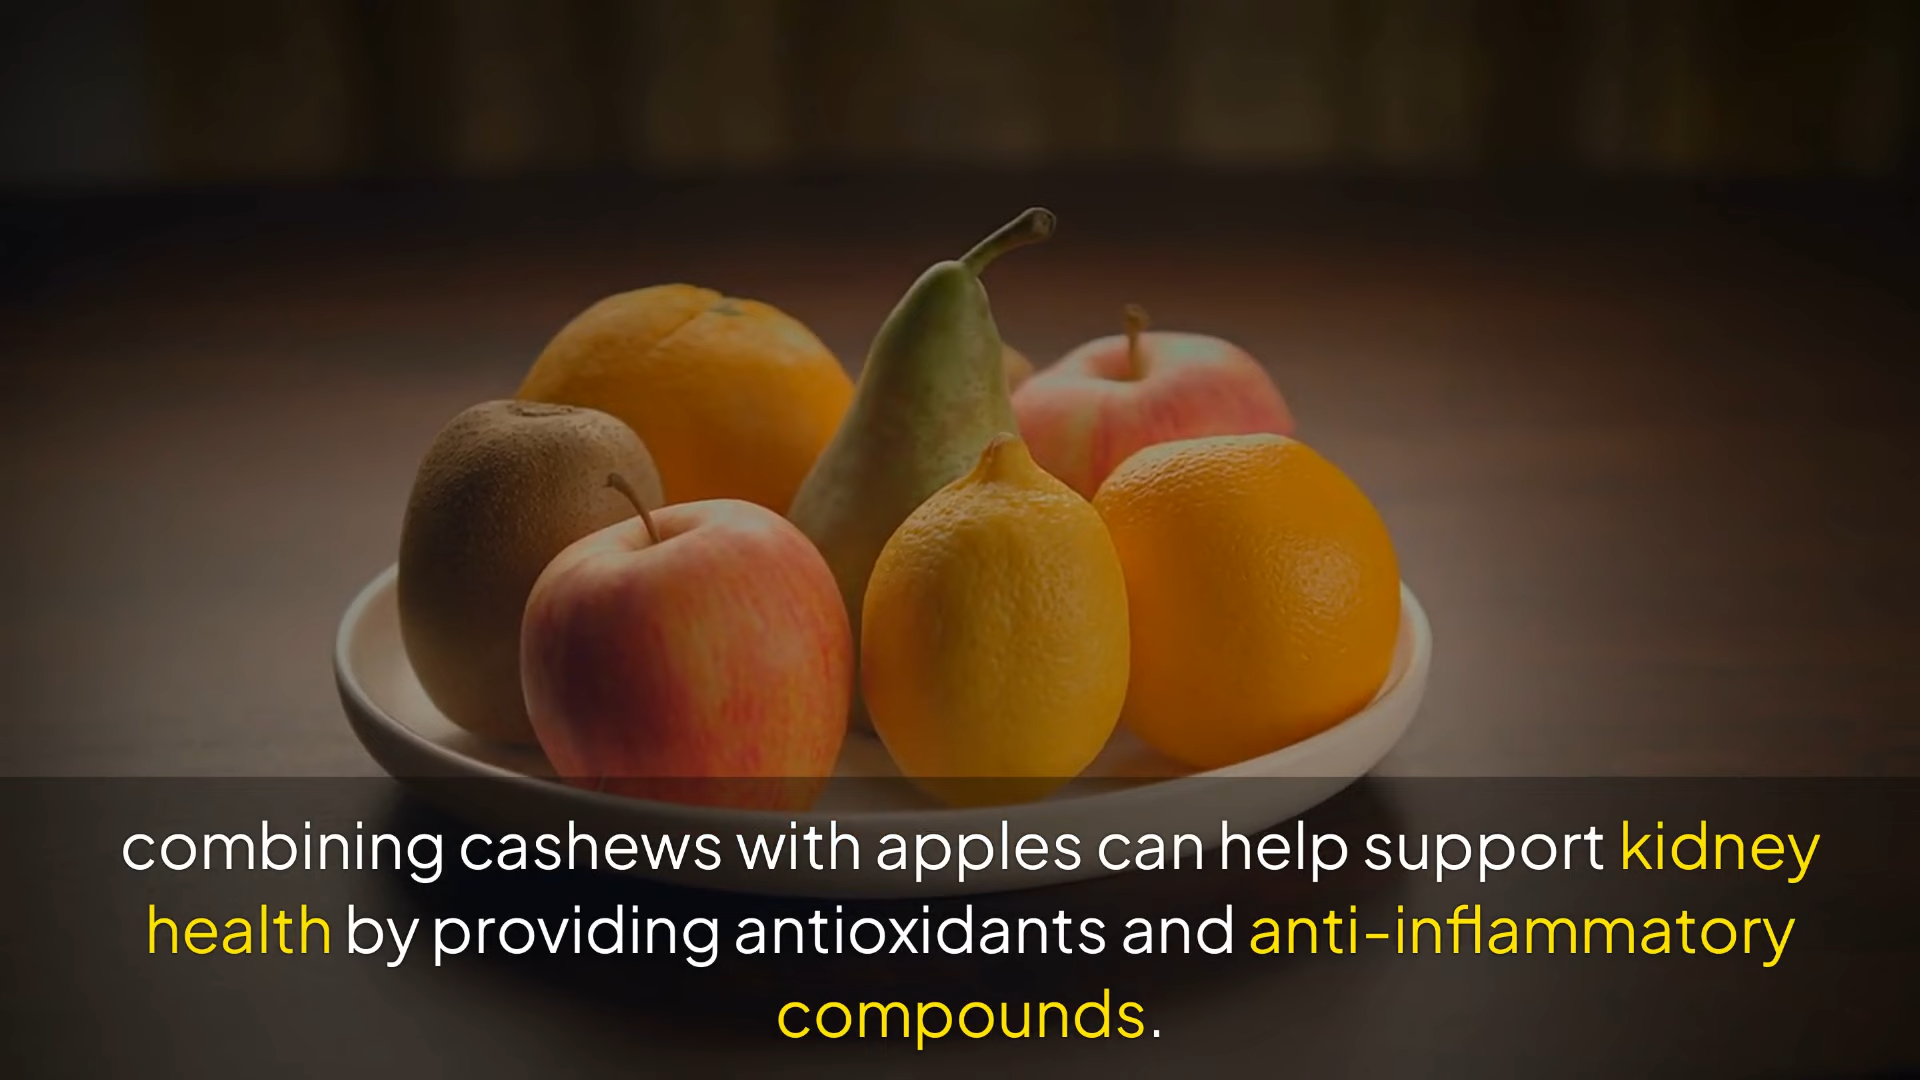 combining cashews with apples can help support kidney
health by providing antioxidants and anti-inflammatory
compounds.